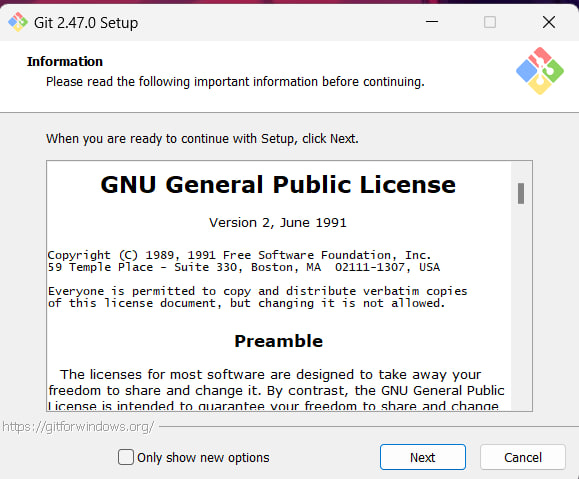 Git 2.47.0 Setup
Information
Please read the following important information before continuing.
When you are ready to continue with Setup, click Next.
GNU General Public License
Version 2, June 1991
Copyright (C) 1989, 1991 Free Software Foundation, Inc.
59 Temple Place - Suite 330, Boston, MA  02111-1307, USA
Everyone is permitted to copy and distribute verbatim copies
of this license document, but changing it is not allowed.
Preamble
The licenses for most software are designed to take away your
freedom to share and change it. By contrast, the GNU General Public
License is intended to guarantee your freedom to share and change
https://gitforwindows.org/
Only show new options
Next
Cancel